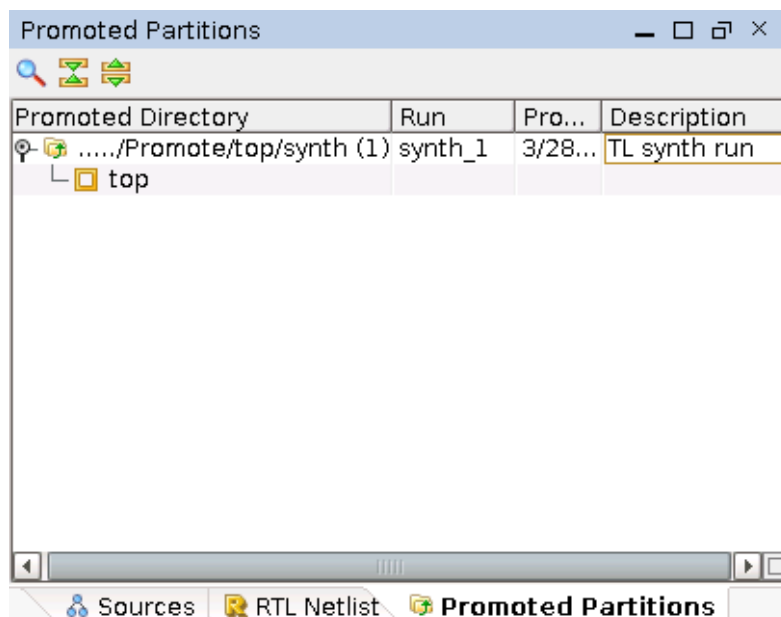 Promoted Partitions
Promoted Directory Run Pro... Description
...../Promote/top/synth (1) synth_1 3/28... TL synth run
top
Sources RTL Netlist Promoted Partitions